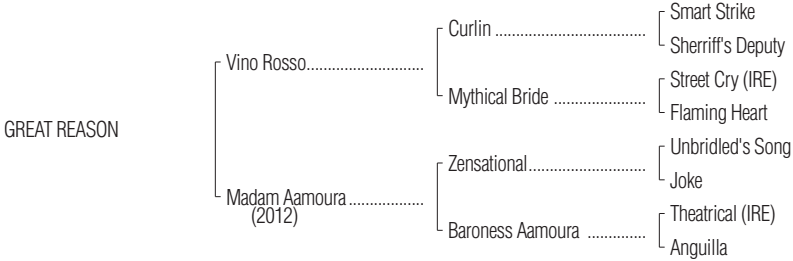 Smart Strike
Curlin ....................................
Sherriff's Deputy
Vino Rosso...........................
Street Cry (IRE)
Mythical Bride ......................
Flaming Heart
GREAT REASON
Unbridled's Song
Zensational............................
Joke
Madam Aamoura..................
(2012)
Theatrical (IRE)
Baroness Aamoura ..............
Anguilla